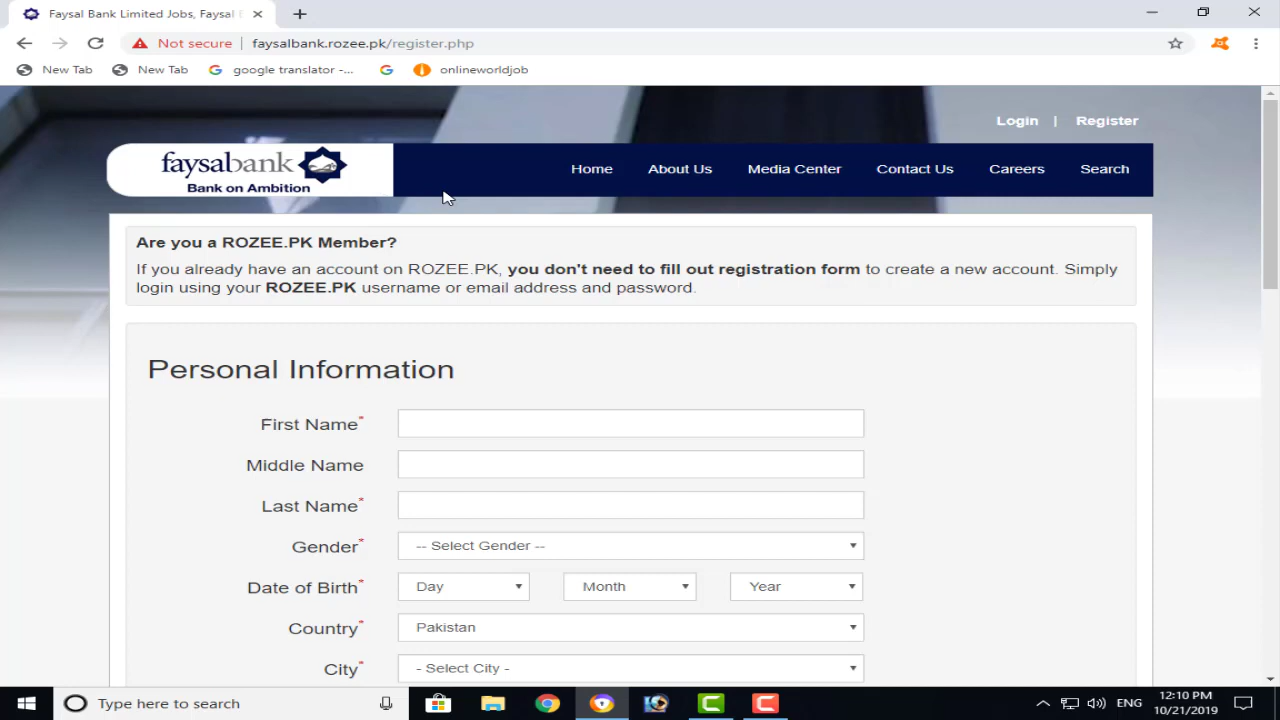 Faysal Bank Limited Jobs, Faysal
Not secure faysalbank.rozee.pk/register.php
New Tab New Tab google translator -... onlineworldjob
Login | Register
faysalbank
Bank on Ambition
Home About Us Media Center Contact Us Careers Search
Are you a ROZEE.PK Member?
If you already have an account on ROZEE.PK, you don't need to fill out registration form to create a new account. Simply
login using your ROZEE.PK username or email address and password.
Personal Information
First Name*
Middle Name
Last Name*
Gender* -- Select Gender --
Date of Birth* Day Month Year
Country* Pakistan
City* - Select City -
Type here to search
ENG
12:10 PM
10/21/2019